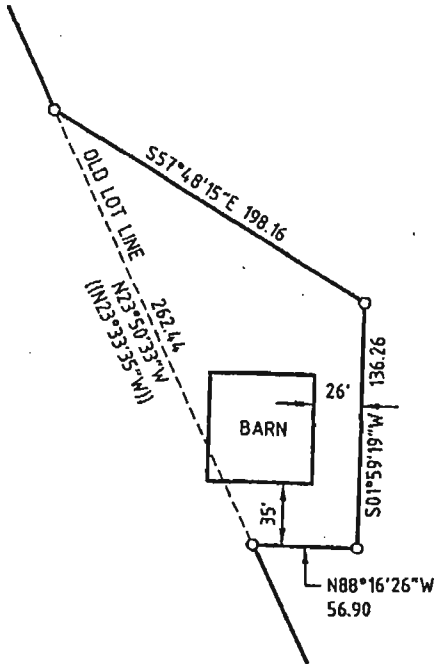 S57°48'15"E 198.16
OLD LOT LINE
262.44
N23°50'33"W
((N23°33'35"W))
136.26
S01°59'19"W
26'
BARN
35'
N88°16'26"W
56.90